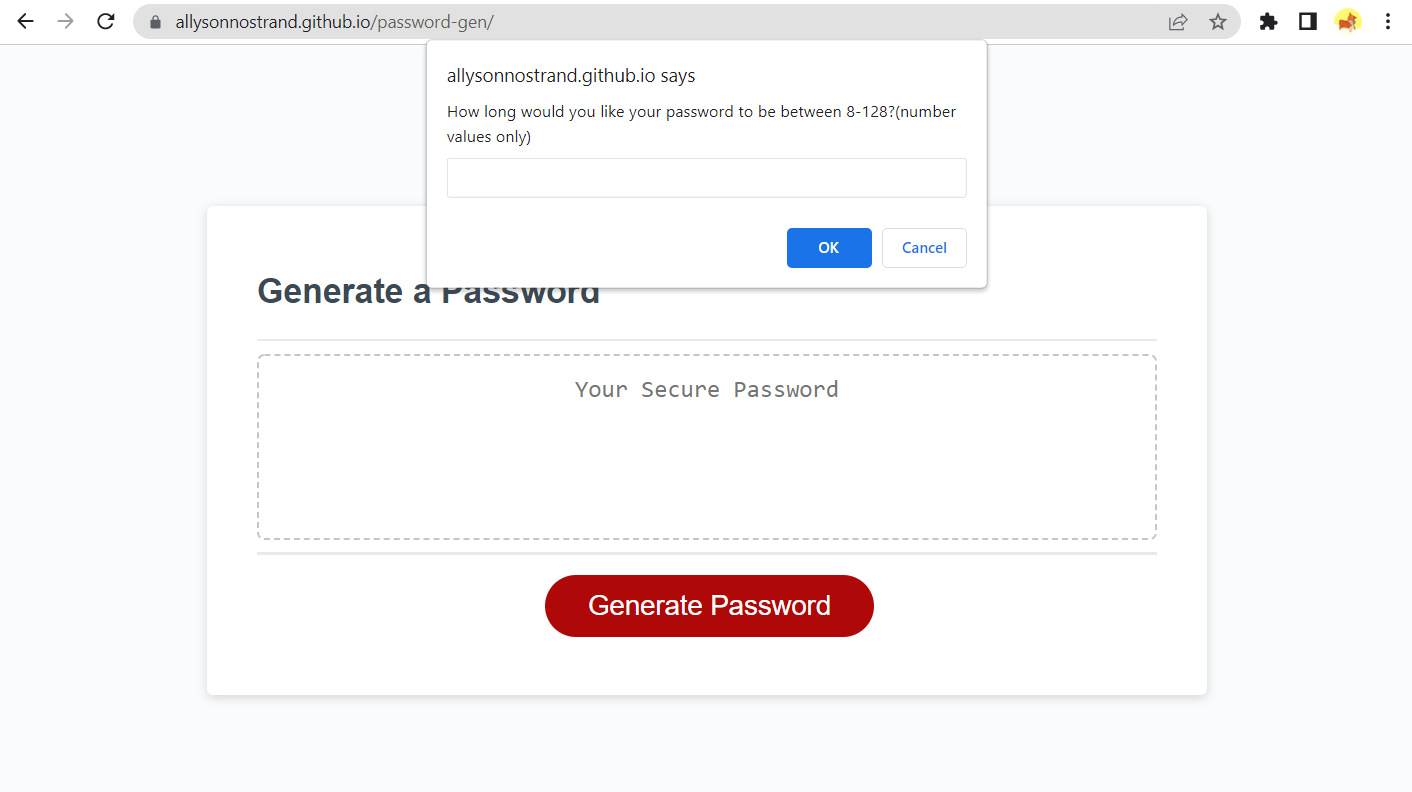 allysonnostrand.github.io/password-gen/
allysonnostrand.github.io says
How long would you like your password to be between 8-128?(number
values only)
OK
Cancel
Generate a Password
Your Secure Password
Generate Password